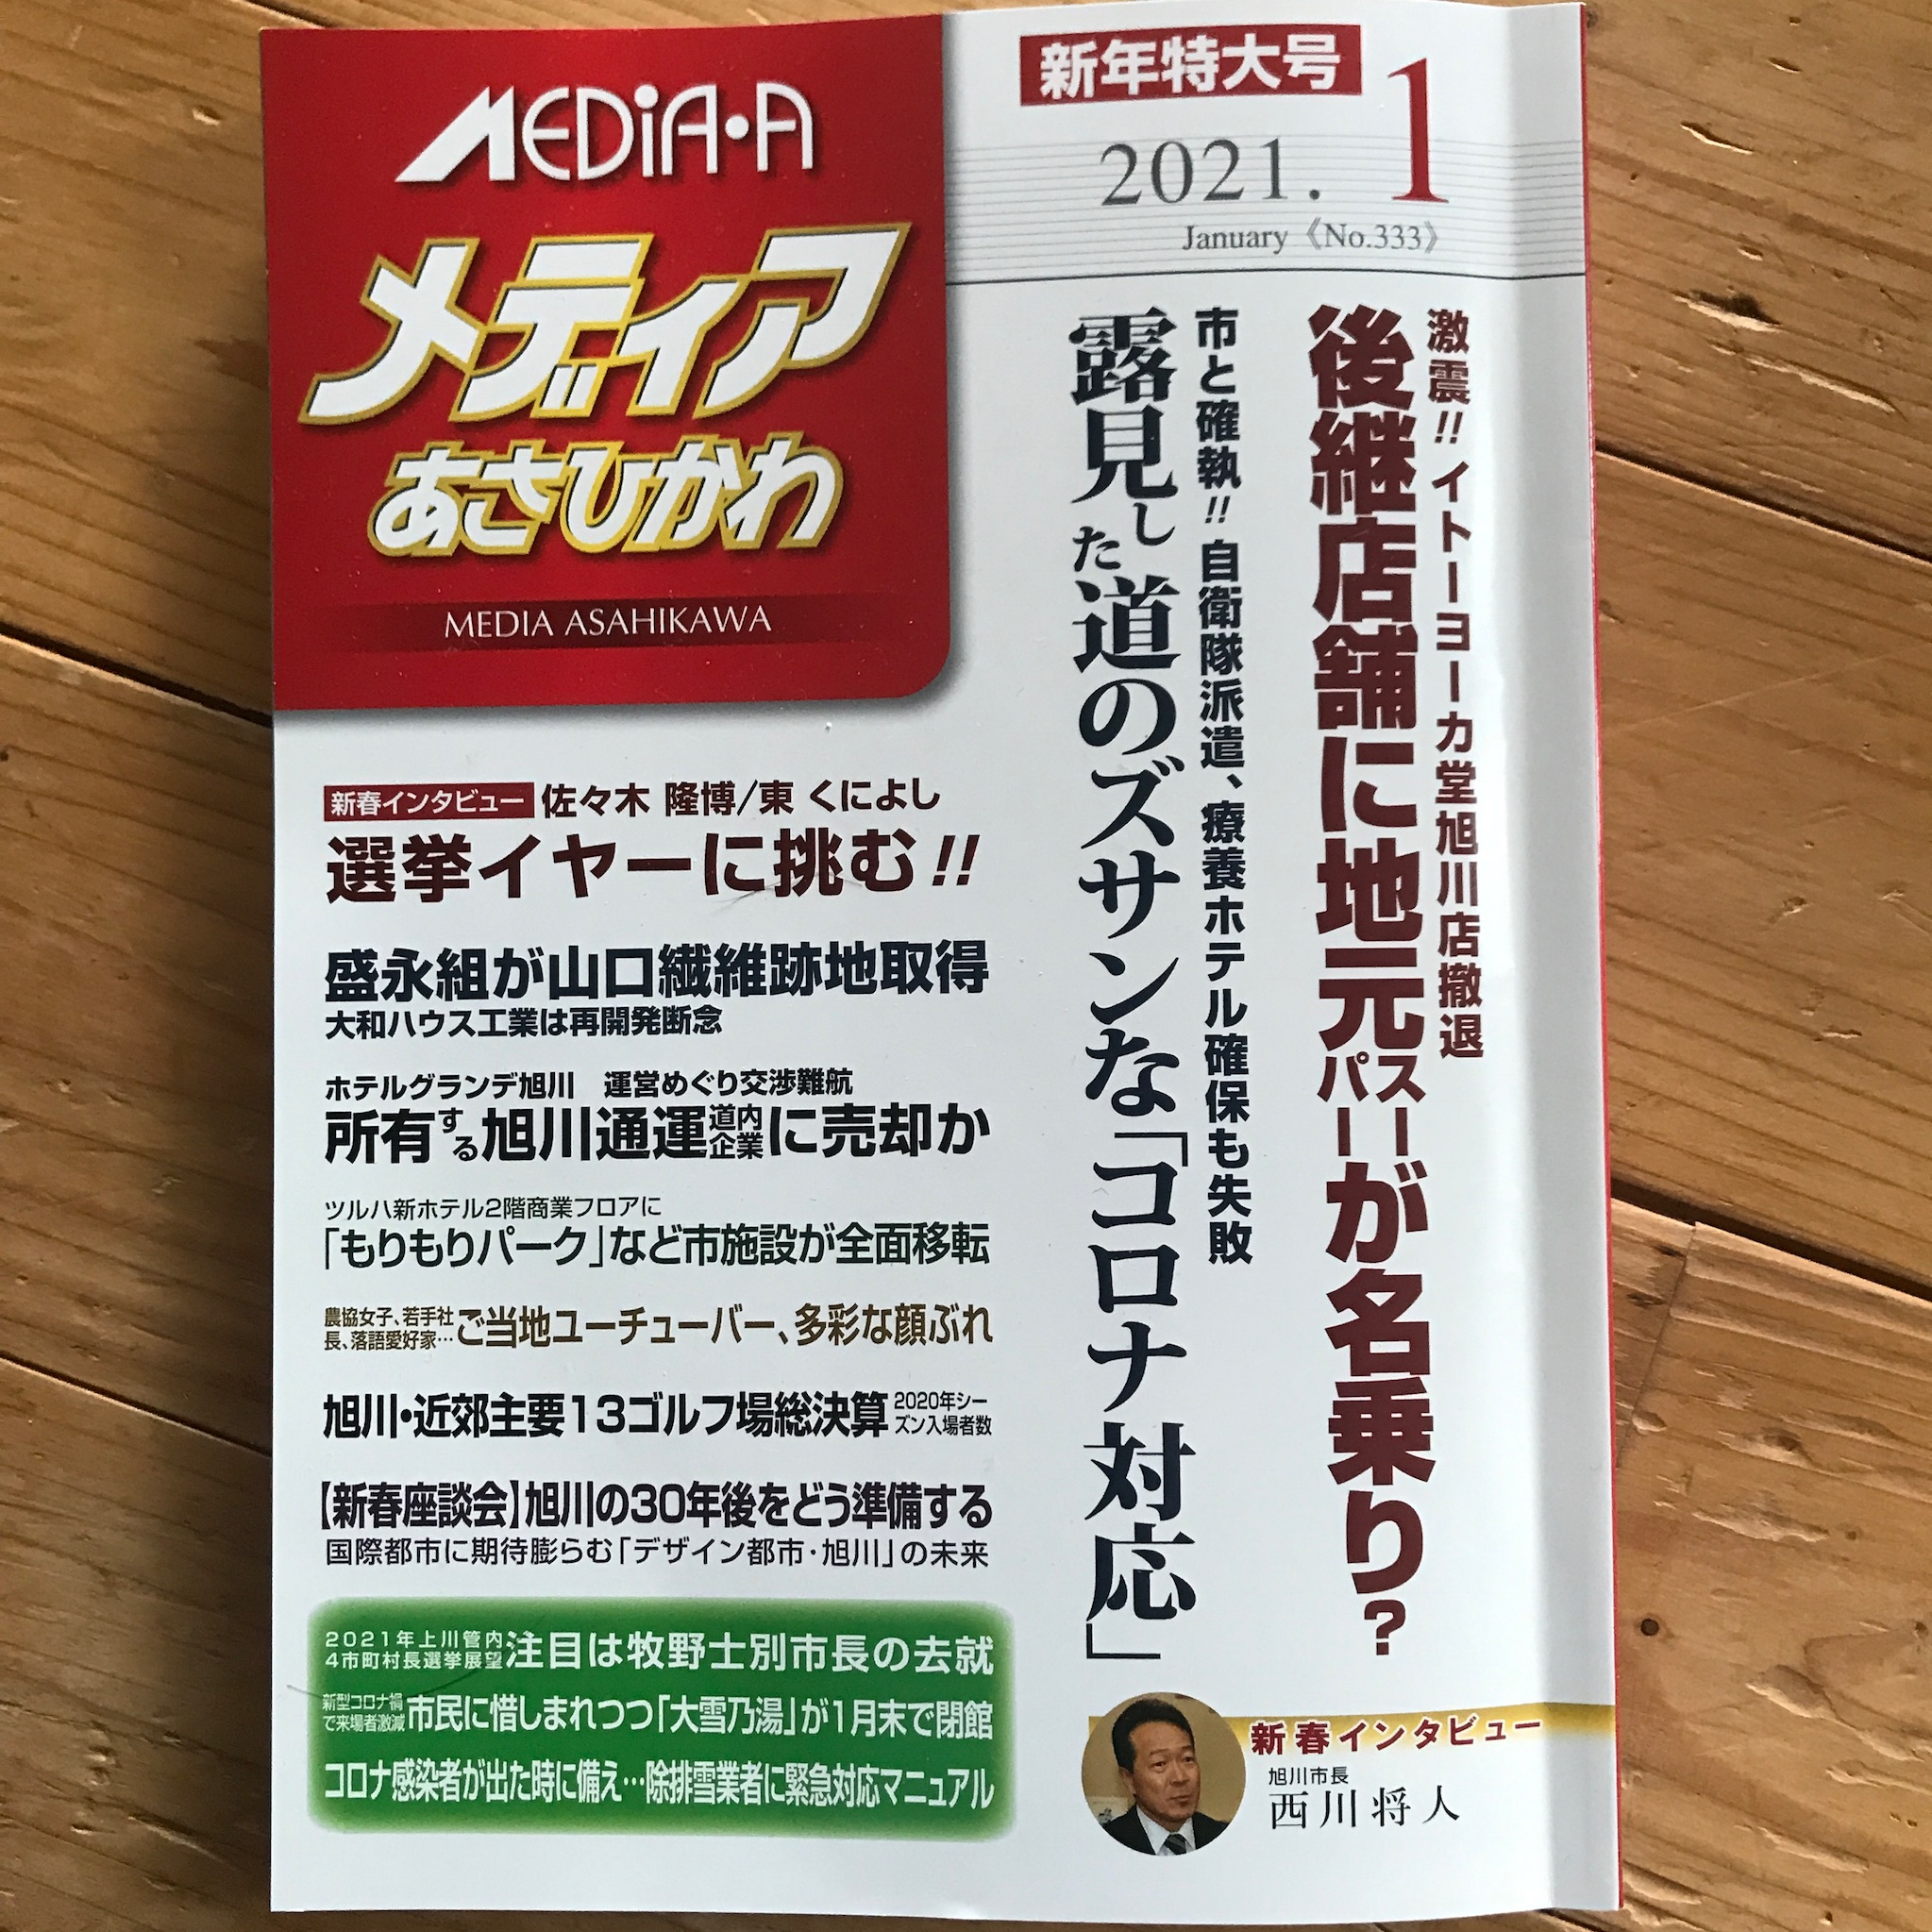 MEDiA・A
メディア
あさひかわ
MEDIA ASAHIKAWA
新年特大号
2021. 1
January 《No.333》
激震!! イトーヨーカ堂旭川店撤退
後継店舗に地元スーパーが名乗り?
市と確執!! 自衛隊派遣、療養ホテル確保も失敗
露見した道のズサンな「コロナ対応」
新春インタビュー 佐々木 隆博/東 くによし
選挙イヤーに挑む!!
盛永組が山口繊維跡地取得
大和ハウス工業は再開発断念
ホテルグランデ旭川 運営めぐり交渉難航
所有する旭川通運道内企業に売却か
ツルハ新ホテル2階商業フロアに
「もりもりパーク」など市施設が全面移転
農協女子、若手社長、落語愛好家…ご当地ユーチューバー、多彩な顔ぶれ
旭川・近郊主要13ゴルフ場総決算 2020年シーズン入場者数
【新春座談会】旭川の30年後をどう準備する
国際都市に期待膨らむ「デザイン都市・旭川」の未来
2021年上川管内4市町村長選挙展望 注目は牧野士別市長の去就
新型コロナ禍で来場者激減 市民に惜しまれつつ「大雪乃湯」が1月末で閉館
コロナ感染者が出た時に備え…除排雪業者に緊急対応マニュアル
新春インタビュー
旭川市長
西川将人